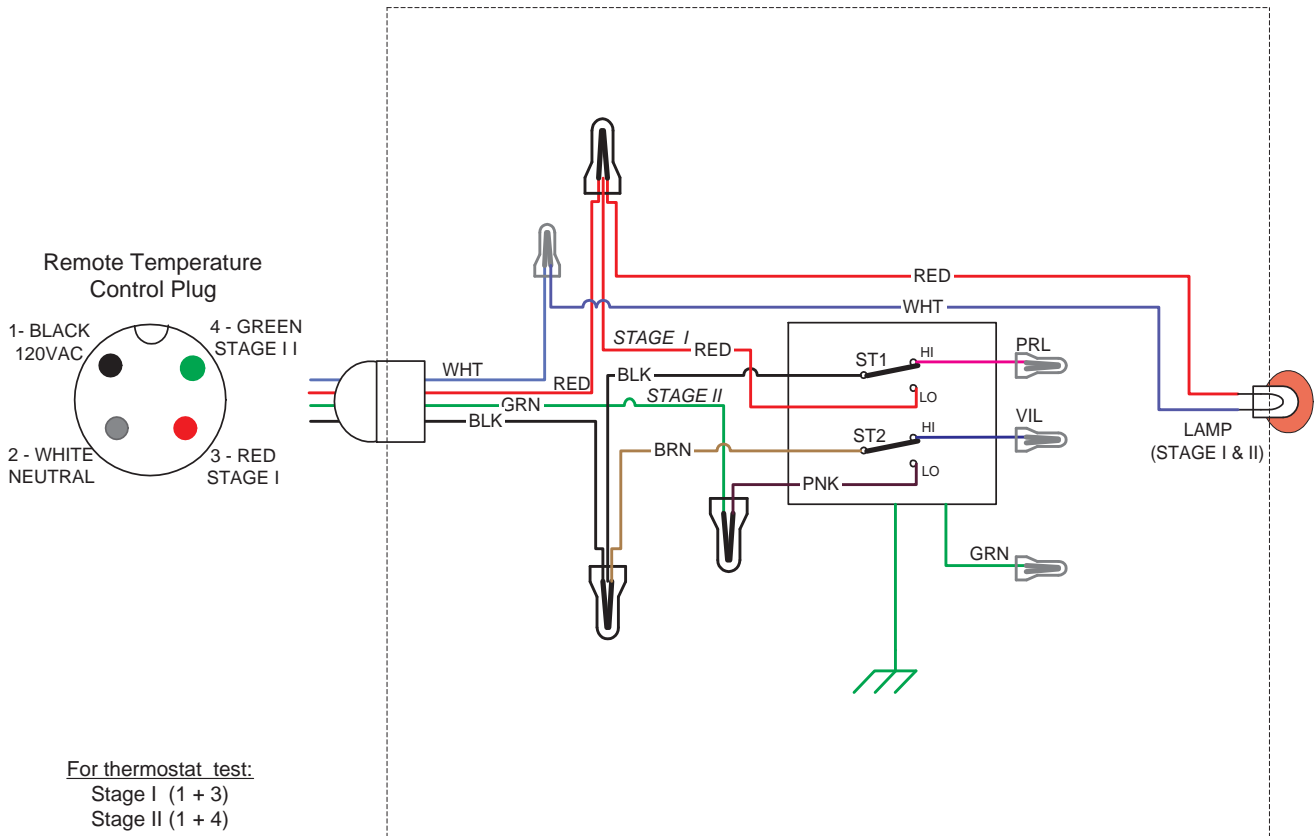 Remote Temperature
Control Plug
1- BLACK
120VAC
4 - GREEN
STAGE I I
2 - WHITE
NEUTRAL
3 - RED
STAGE I
WHT
RED
GRN
BLK
RED
WHT
STAGE I
RED
BLK
STAGE II
BRN
PNK
ST1
HI
LO
ST2
HI
LO
PRL
VIL
GRN
LAMP
(STAGE I & II)
For thermostat test:
Stage I (1 + 3)
Stage II (1 + 4)